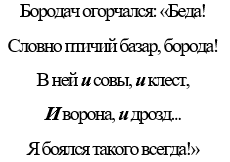 Бородач огорчался: «Беда!
Словно птичий базар, борода!
В ней и совы, и клест,
И ворона, и дрозд...
Я боялся такого всегда!»